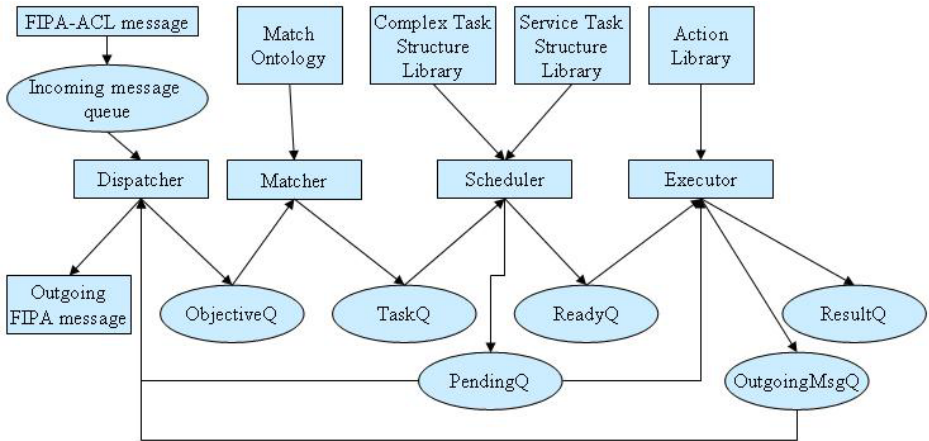 FIPA-ACL message
Match
Ontology
Complex Task
Structure
Library
Service Task
Structure
Library
Action
Library
Incoming message
queue
Dispatcher
Matcher
Scheduler
Executor
Outgoing
FIPA message
ObjectiveQ
TaskQ
ReadyQ
ResultQ
PendingQ
OutgoingMsgQ